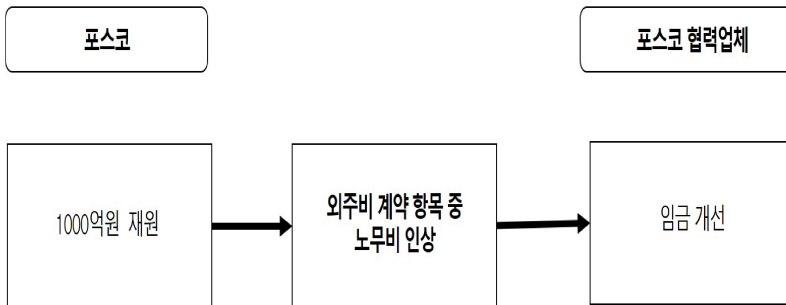 포스코
포스코 협력업체
1000억원 재원
외주비 계약 항목 중
노무비 인상
임금 개선